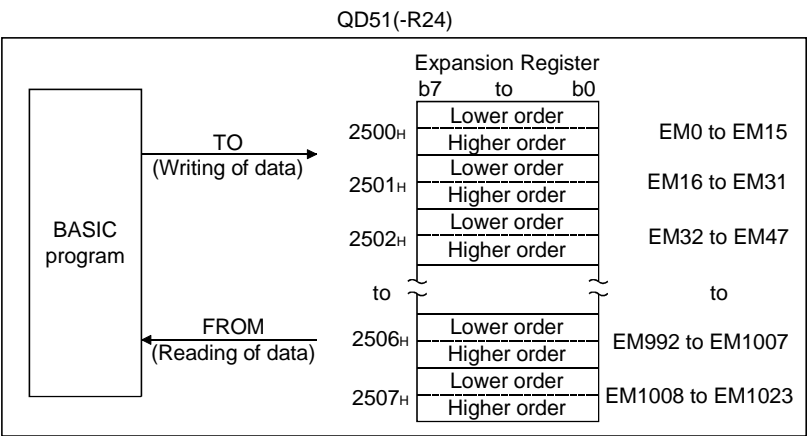 QD51(-R24)
Expansion Register
b7 to b0
2500H Lower order EM0 to EM15
Higher order
2501H Lower order EM16 to EM31
Higher order
2502H Lower order EM32 to EM47
Higher order
to to
2506H Lower order EM992 to EM1007
Higher order
2507H Lower order EM1008 to EM1023
Higher order
BASIC
program
TO
(Writing of data)
FROM
(Reading of data)